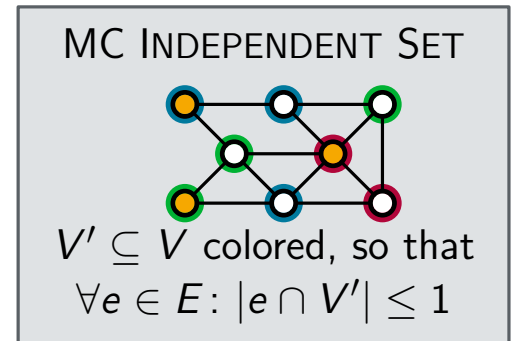 MC INDEPENDENT SET
V′ ⊆ V colored, so that
∀e ∈ E: |e ∩ V′| ≤ 1